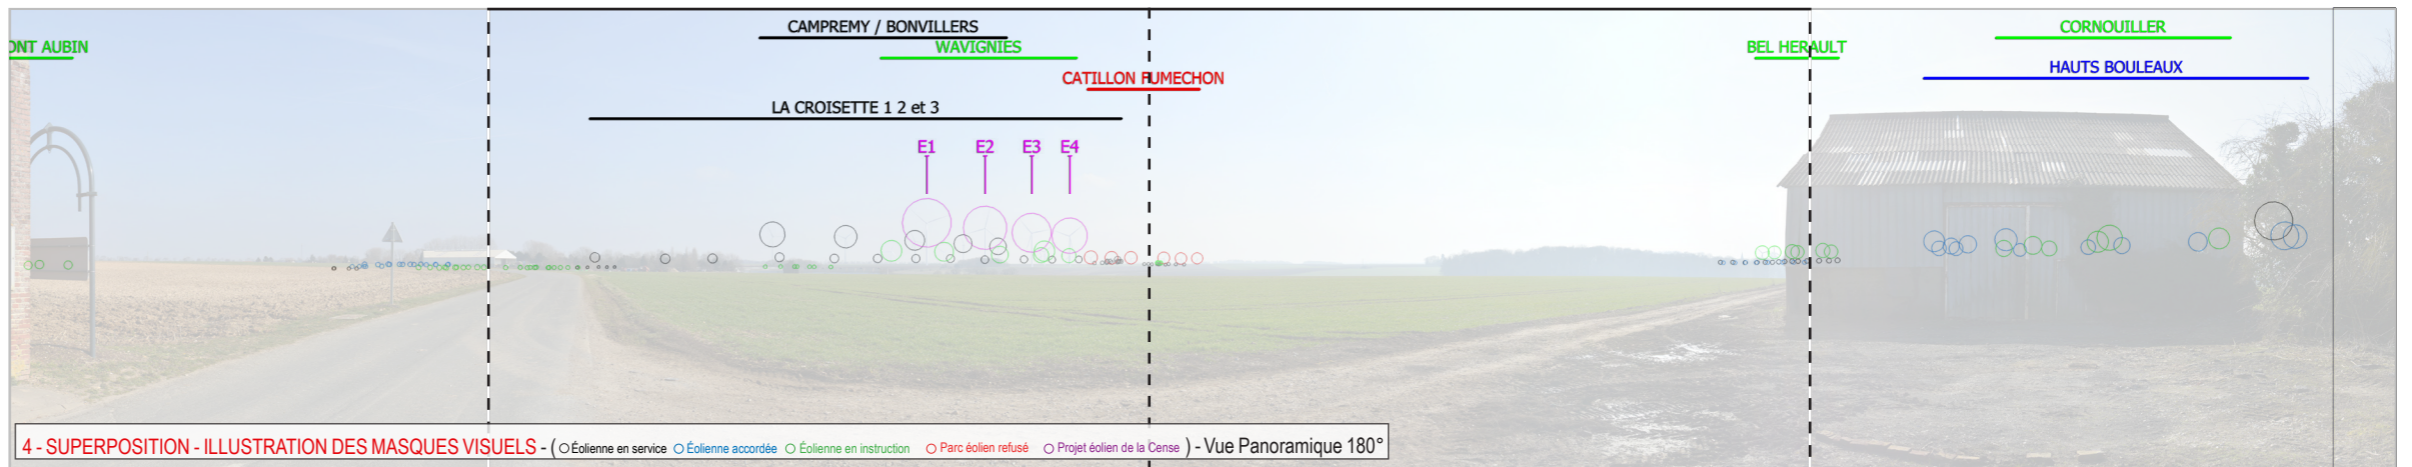 ONT AUBIN
CAMPREMY / BONVILLERS
WAVIGNIES
CATILLON FUMECHON
LA CROISETTE 1 2 et 3
E1 E2 E3 E4
BEL HERAULT
CORNOUILLER
HAUTS BOULEAUX
4 - SUPERPOSITION - ILLUSTRATION DES MASQUES VISUELS - ( Éolienne en service Éolienne accordée Éolienne en instruction Parc éolien refusé Projet éolien de la Cense ) - Vue Panoramique 180°